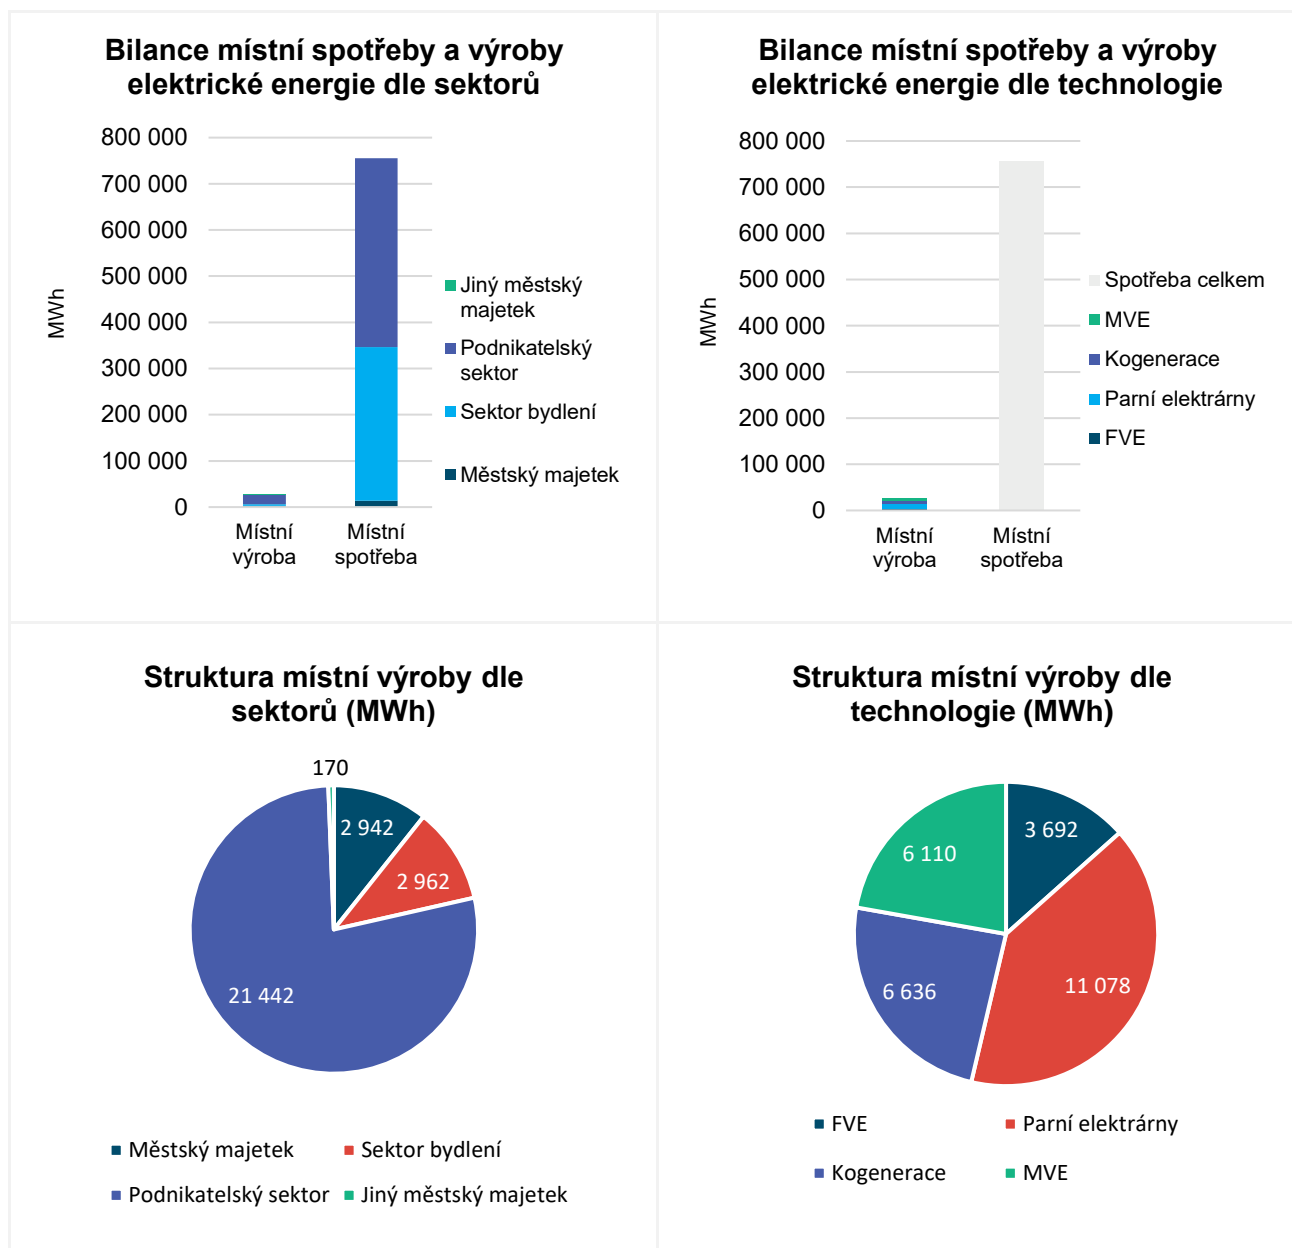 Bilance místní spotřeby a výroby
elektrické energie dle sektorů
800 000
700 000
600 000
500 000
400 000
300 000
200 000
100 000
0
MWh
Místní
výroba
Místní
spotřeba
Jiný městský
majetek
Podnikatelský
sektor
Sektor bydlení
Městský majetek
Bilance místní spotřeby a výroby
elektrické energie dle technologie
800 000
700 000
600 000
500 000
400 000
300 000
200 000
100 000
0
MWh
Místní
výroba
Místní
spotřeba
Spotřeba celkem
MVE
Kogenerace
Parní elektrárny
FVE
Struktura místní výroby dle
sektorů (MWh)
170
2 942
2 962
21 442
Městský majetek
Sektor bydlení
Podnikatelský sektor
Jiný městský majetek
Struktura místní výroby dle
technologie (MWh)
3 692
6 110
11 078
6 636
FVE
Parní elektrárny
Kogenerace
MVE